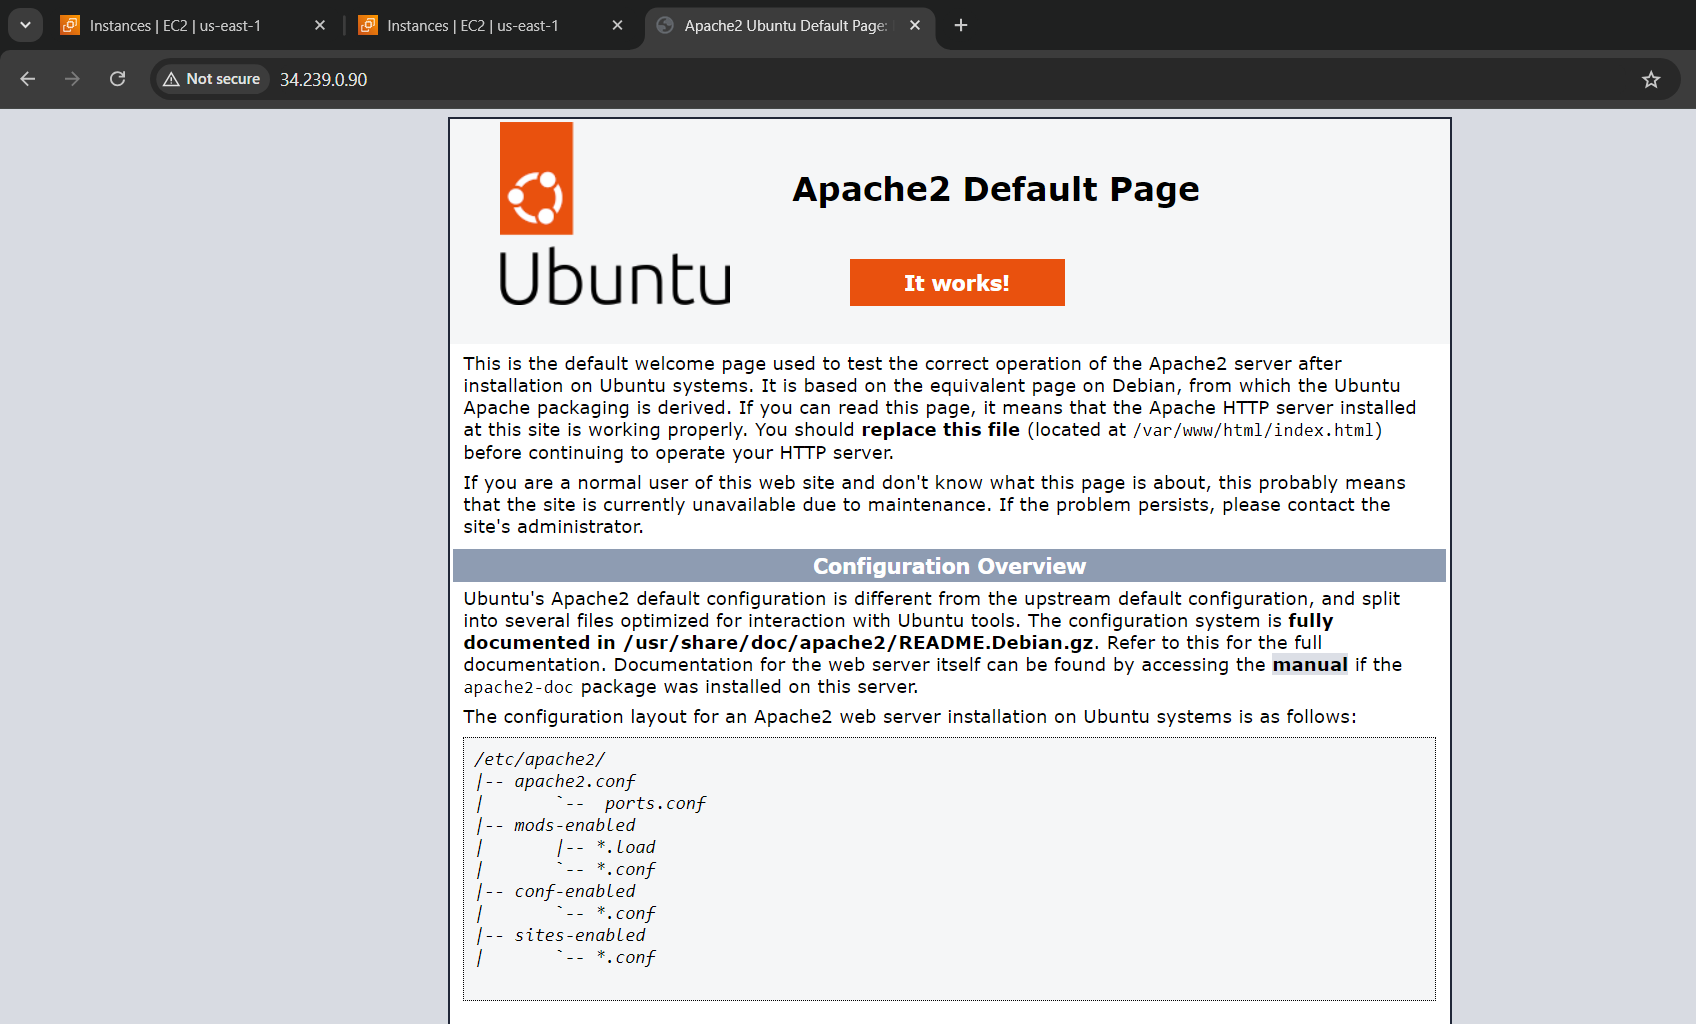 Instances | EC2 | us-east-1
Instances | EC2 | us-east-1
Apache2 Ubuntu Default Page:
Not secure
34.239.0.90
Ubuntu
Apache2 Default Page
It works!
This is the default welcome page used to test the correct operation of the Apache2 server after
installation on Ubuntu systems. It is based on the equivalent page on Debian, from which the Ubuntu
Apache packaging is derived. If you can read this page, it means that the Apache HTTP server installed
at this site is working properly. You should replace this file (located at /var/www/html/index.html)
before continuing to operate your HTTP server.
If you are a normal user of this web site and don't know what this page is about, this probably means
that the site is currently unavailable due to maintenance. If the problem persists, please contact the
site's administrator.
Configuration Overview
Ubuntu's Apache2 default configuration is different from the upstream default configuration, and split
into several files optimized for interaction with Ubuntu tools. The configuration system is fully
documented in /usr/share/doc/apache2/README.Debian.gz. Refer to this for the full
documentation. Documentation for the web server itself can be found by accessing the manual if the
apache2-doc package was installed on this server.
The configuration layout for an Apache2 web server installation on Ubuntu systems is as follows:
/etc/apache2/
|-- apache2.conf
|       `--  ports.conf
|-- mods-enabled
|       |-- *.load
|       `-- *.conf
|-- conf-enabled
|       `-- *.conf
|-- sites-enabled
|       `-- *.conf